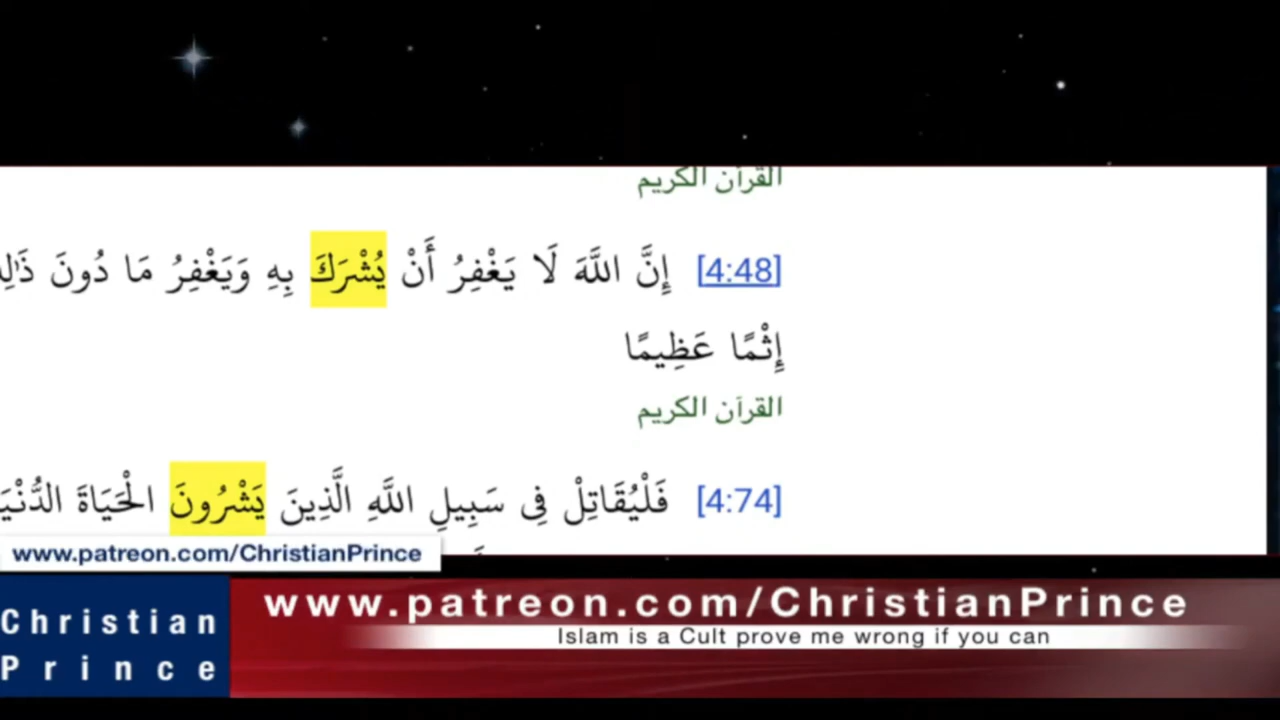 القرآن الكريم
[4:48] إِنَّ اللَّهَ لَا يَغْفِرُ أَنْ يُشْرَكَ بِهِ وَيَغْفِرُ مَا دُونَ
إِثْمًا عَظِيمًا
القرآن الكريم
[4:74] فَلْيُقَاتِلْ فِى سَبِيلِ اللَّهِ الَّذِينَ يَشْرُونَ الْحَيَاةَ
www.patreon.com/ChristianPrince
Christian
Prince
www.patreon.com/ChristianPrince
Islam is a Cult prove me wrong if you can